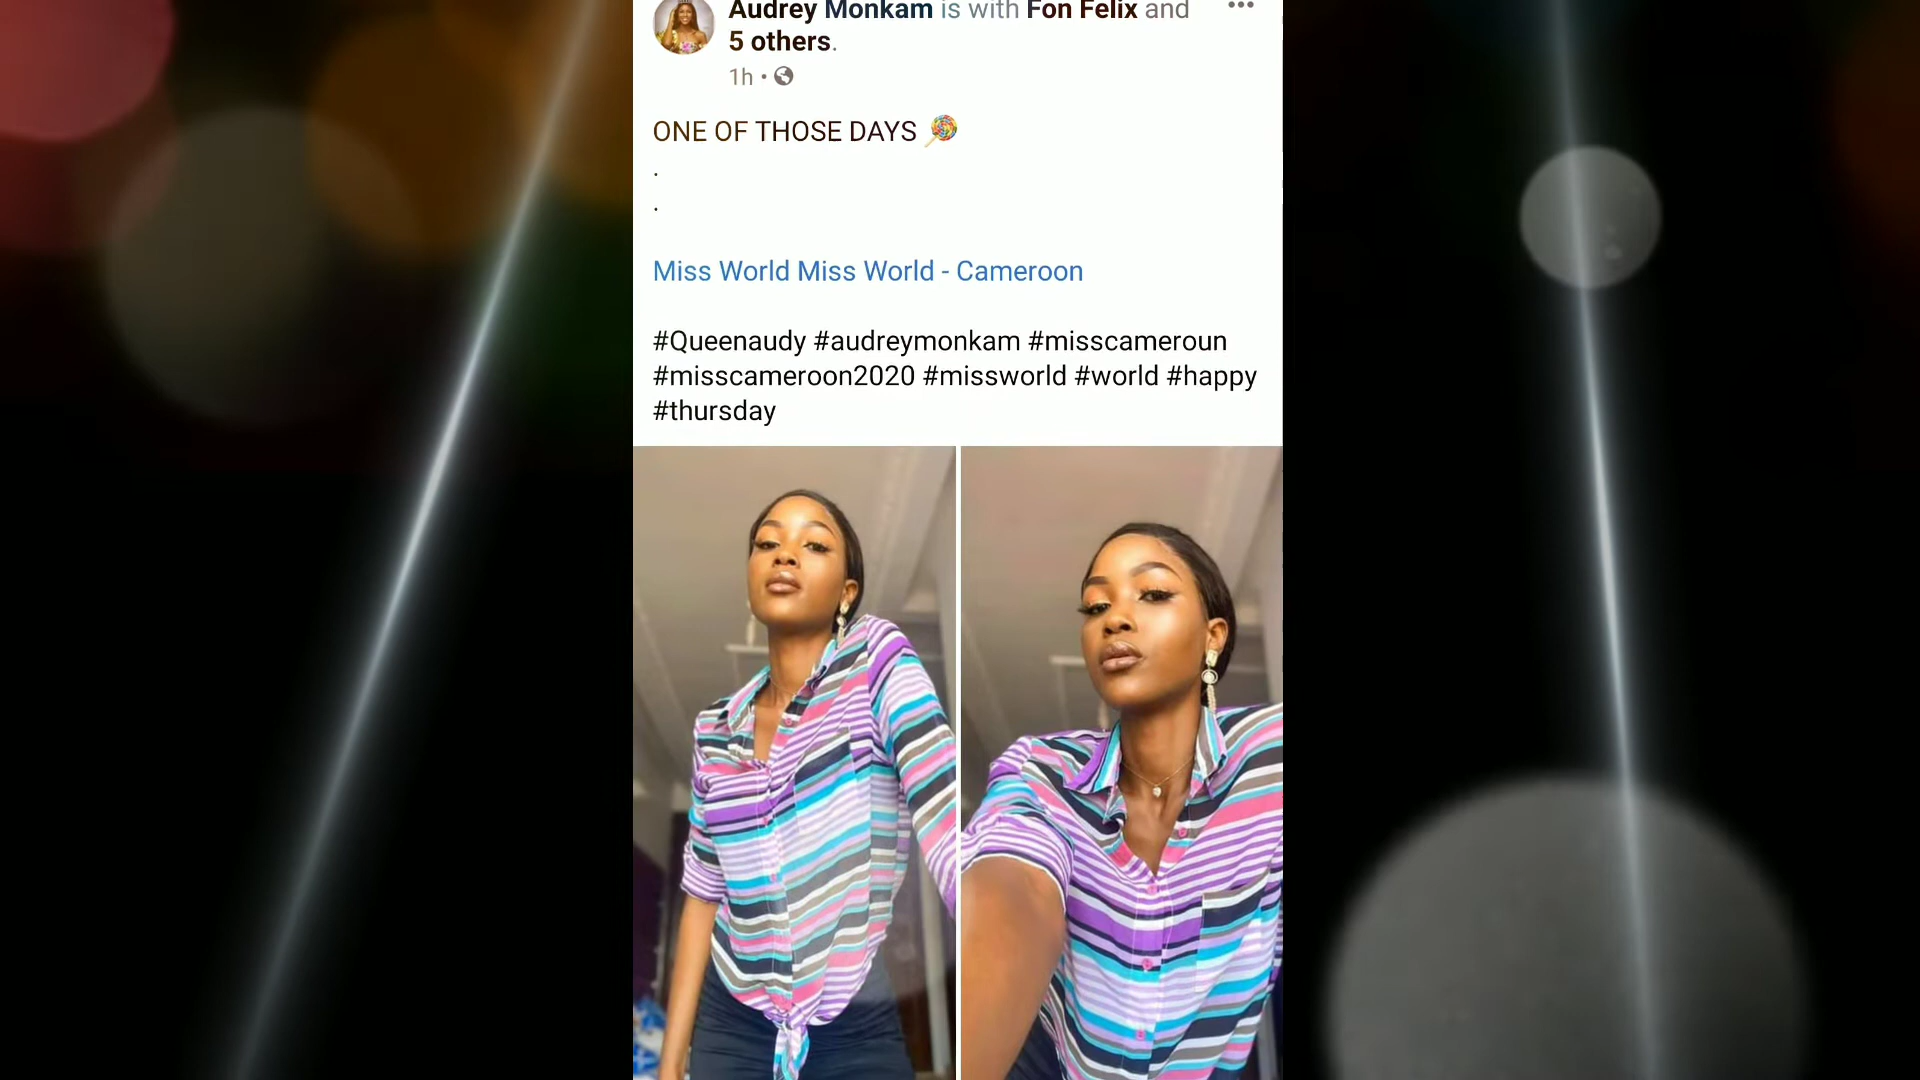 Audrey Monkam is with Fon Felix and
5 others.
1h •
ONE OF THOSE DAYS 🍭
.
.
Miss World Miss World - Cameroon
#Queenaudy #audreymonkam #misscameroun
#misscameroon2020 #missworld #world #happy
#thursday